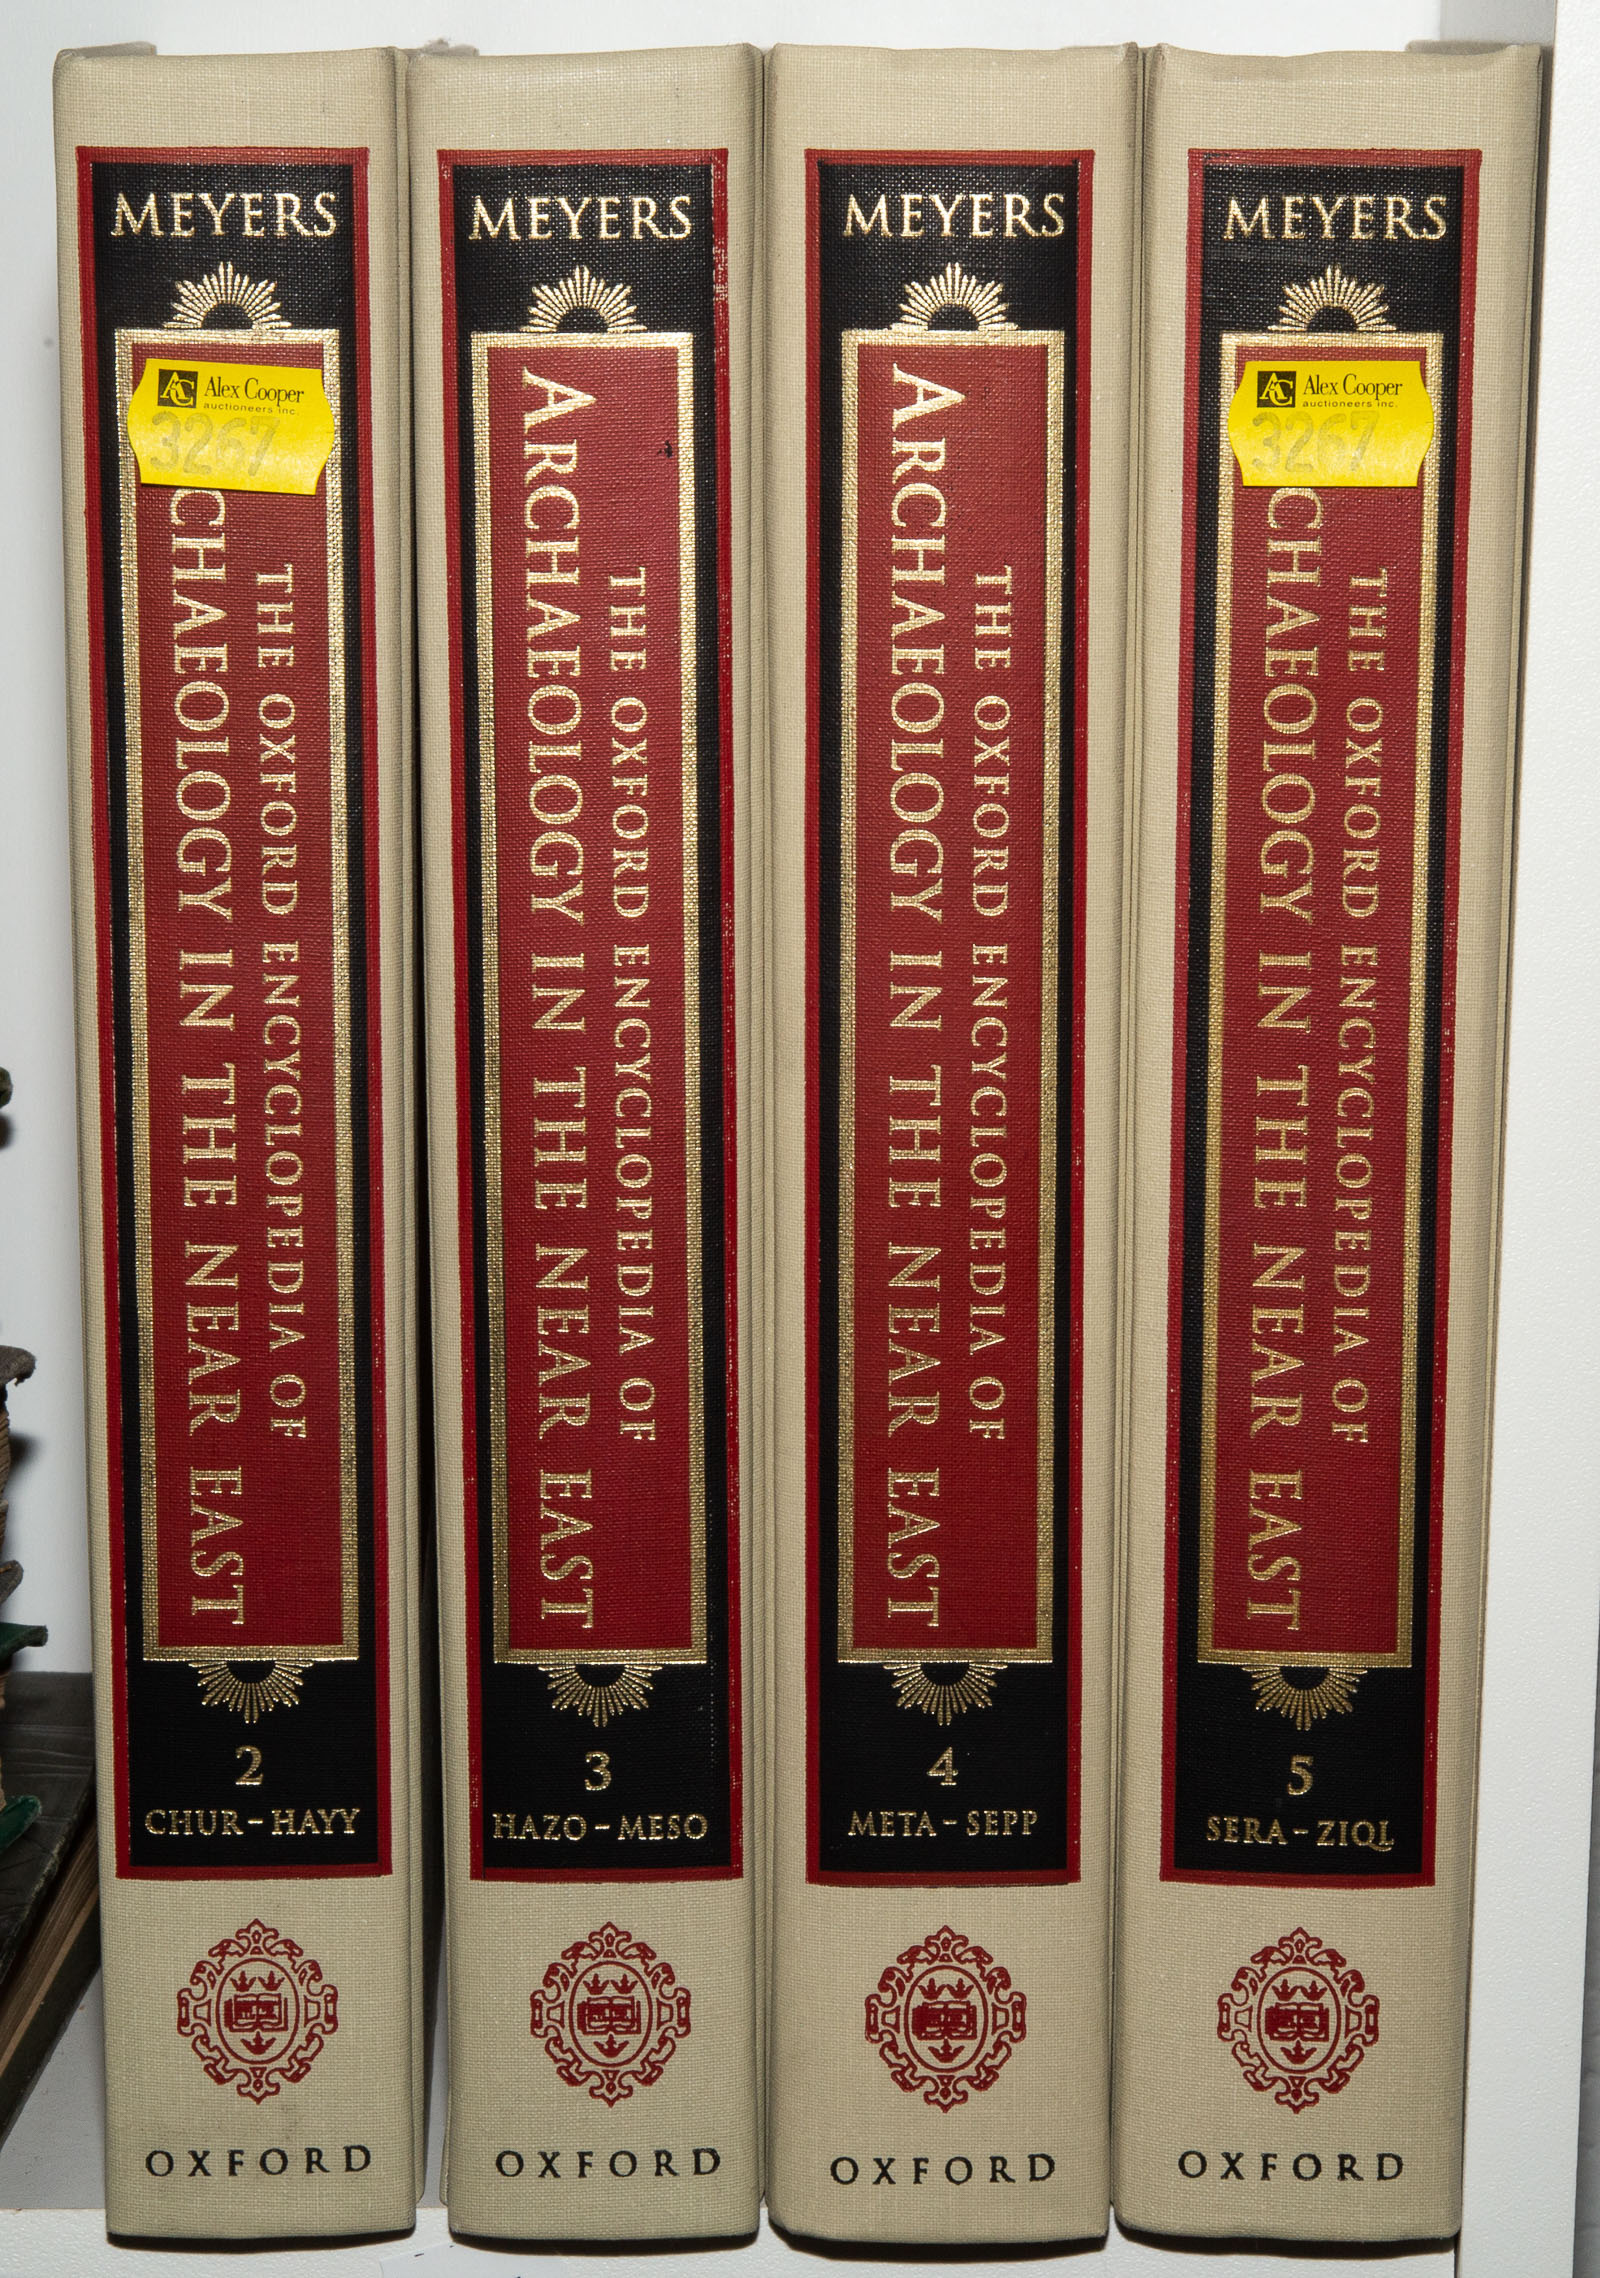 MEYERS
Alex Cooper
auctioneers inc.
3267
THE OXFORD ENCYCLOPEDIA OF
CHAEOLOGY IN THE NEAR EAST
2
CHUR-HAYY
OXFORD
MEYERS
THE OXFORD ENCYCLOPEDIA OF
ARCHAEOLOGY IN THE NEAR EAST
3
HAZO-MESO
OXFORD
MEYERS
THE OXFORD ENCYCLOPEDIA OF
ARCHAEOLOGY IN THE NEAR EAST
4
META-SEPP
OXFORD
MEYERS
Alex Cooper
auctioneers inc.
3267
THE OXFORD ENCYCLOPEDIA OF
CHAEOLOGY IN THE NEAR EAST
5
SERA-ZIQL
OXFORD